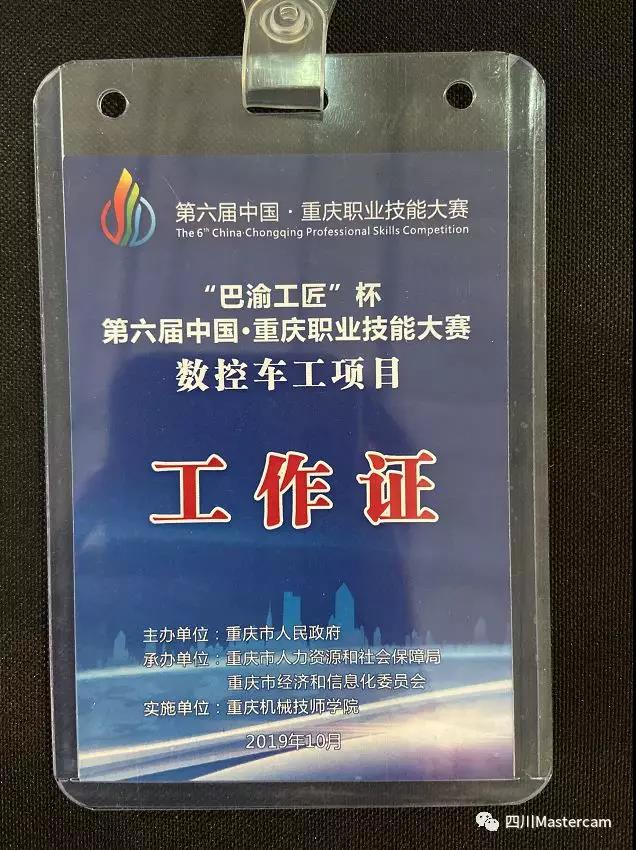 第六届中国·重庆职业技能大赛
The 6th China·Chongqing Professional Skills Competition
“巴渝工匠”杯
第六届中国·重庆职业技能大赛
数控车工项目
工作证
主办单位：重庆市人民政府
承办单位：重庆市人力资源和社会保障局
重庆市经济和信息化委员会
实施单位：重庆机械技师学院
2019年10月
四川Mastercam